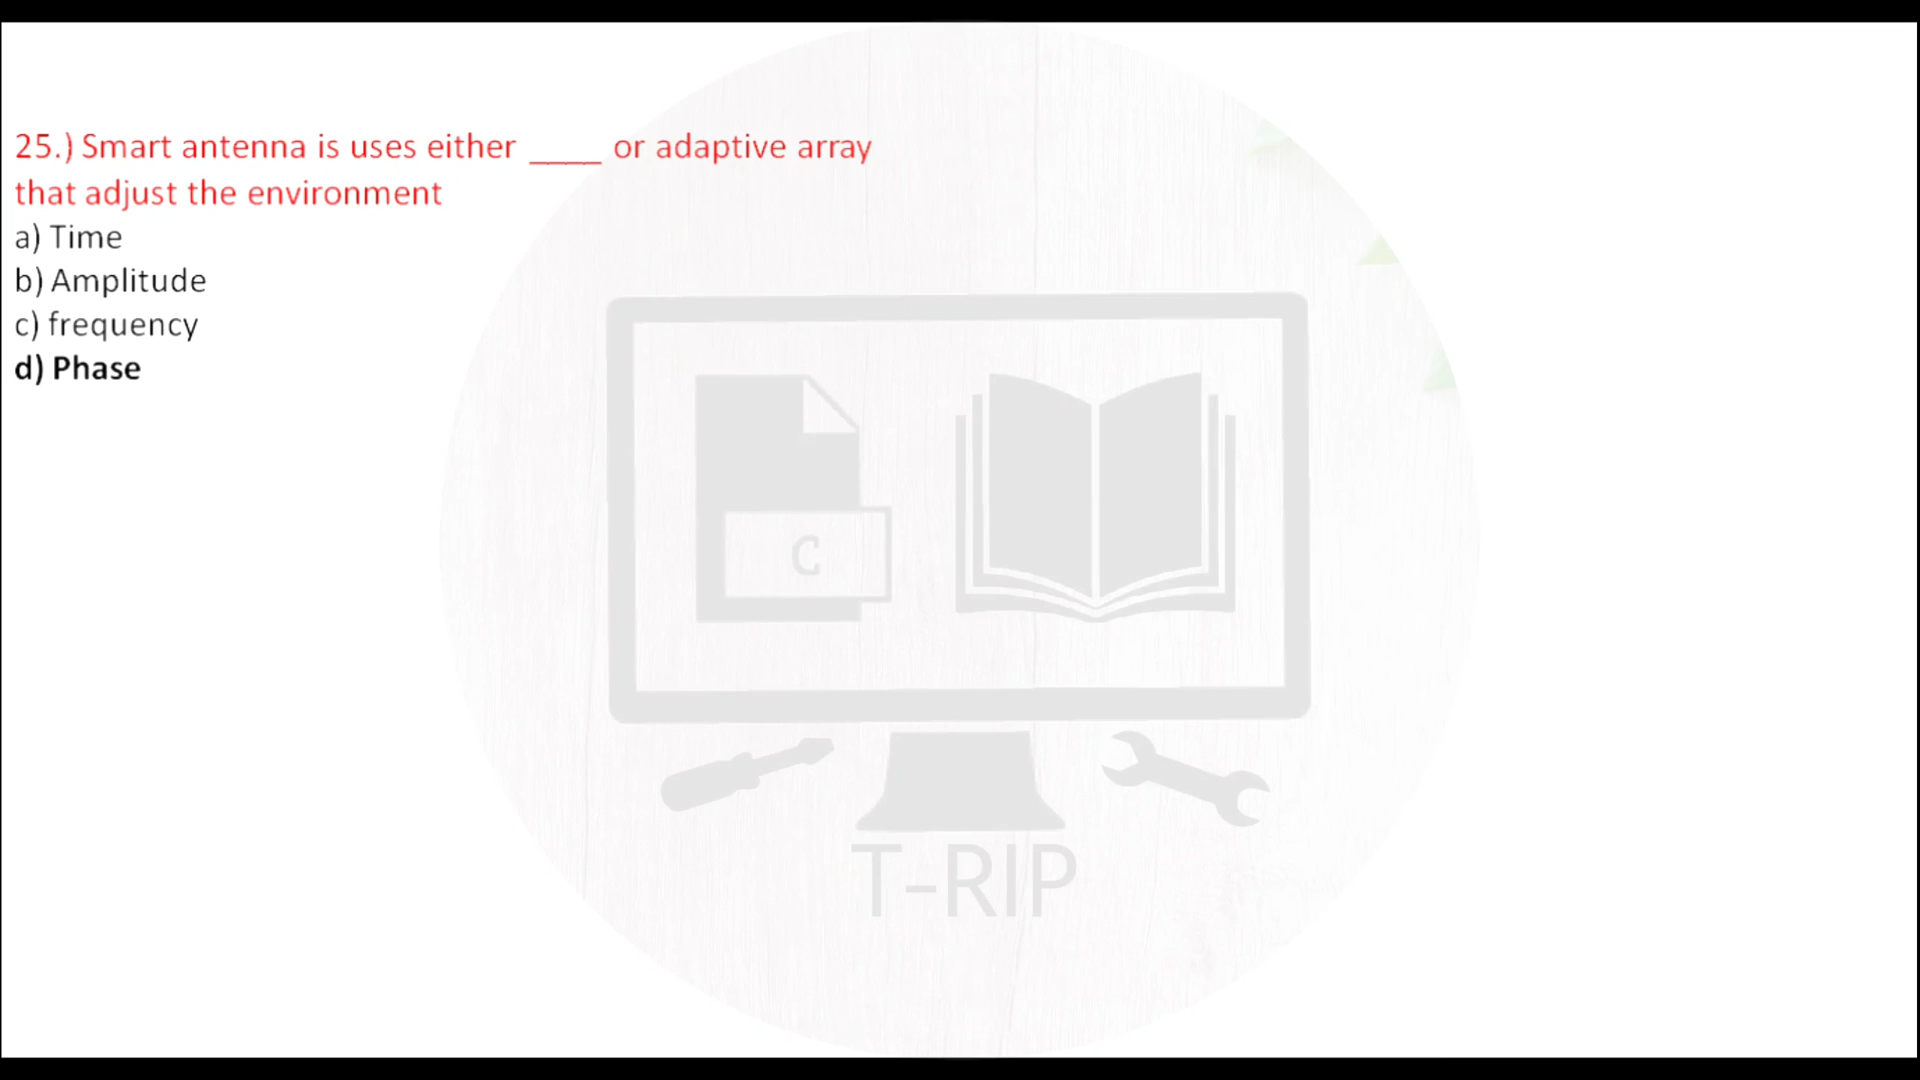 25.) Smart antenna is uses either ____ or adaptive array
that adjust the environment
a) Time
b) Amplitude
c) frequency
d) Phase
C
T-RIP